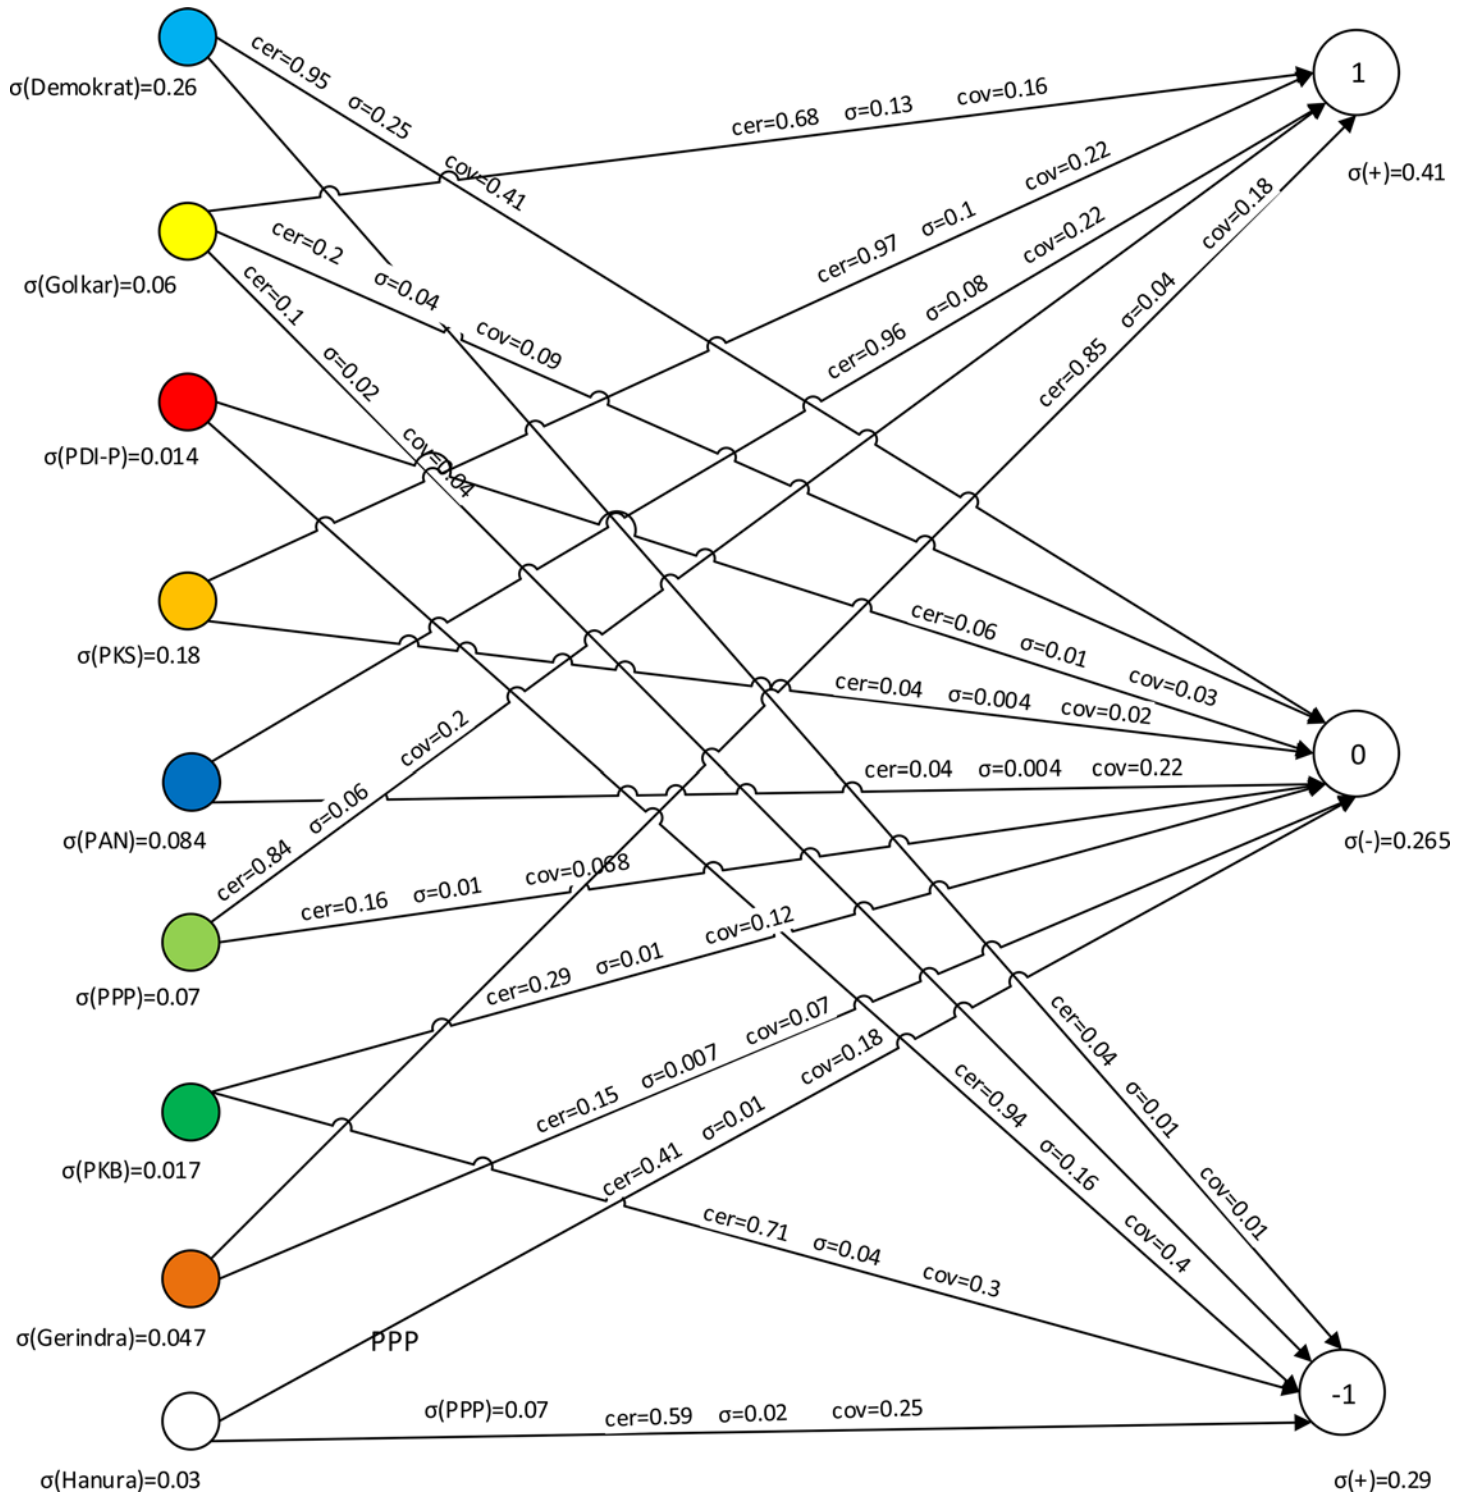 cer=0.95 σ=0.25 cov=0.41
σ(Demokrat)=0.26
1
cer=0.68 σ=0.13 cov=0.16
σ(+)=0.41
cov=0.22
cer=0.97 σ=0.1
cov=0.18
cer=0.2 σ=0.04 cov=0.09
σ(Golkar)=0.06
cer=0.1 σ=0.02 cov=0.04
cer=0.96 σ=0.08 cov=0.22
cer=0.85 σ=0.04
σ(PDI-P)=0.014
cer=0.06 σ=0.01 cov=0.03
σ(PKS)=0.18
cer=0.04 σ=0.004 cov=0.02
0
cer=0.04 σ=0.004 cov=0.22
σ(-)=0.265
σ(PAN)=0.084
cer=0.84 σ=0.06 cov=0.2
cer=0.16 σ=0.01 cov=0.068
σ(PPP)=0.07
cer=0.29 σ=0.01 cov=0.12
cer=0.15 σ=0.007 cov=0.07
cer=0.41 σ=0.01 cov=0.18
cer=0.04 σ=0.01 cov=0.01
cer=0.94 σ=0.16 cov=0.4
σ(PKB)=0.017
cer=0.71 σ=0.04 cov=0.3
σ(Gerindra)=0.047
PPP
-1
σ(PPP)=0.07 cer=0.59 σ=0.02 cov=0.25
σ(Hanura)=0.03
σ(+)=0.29